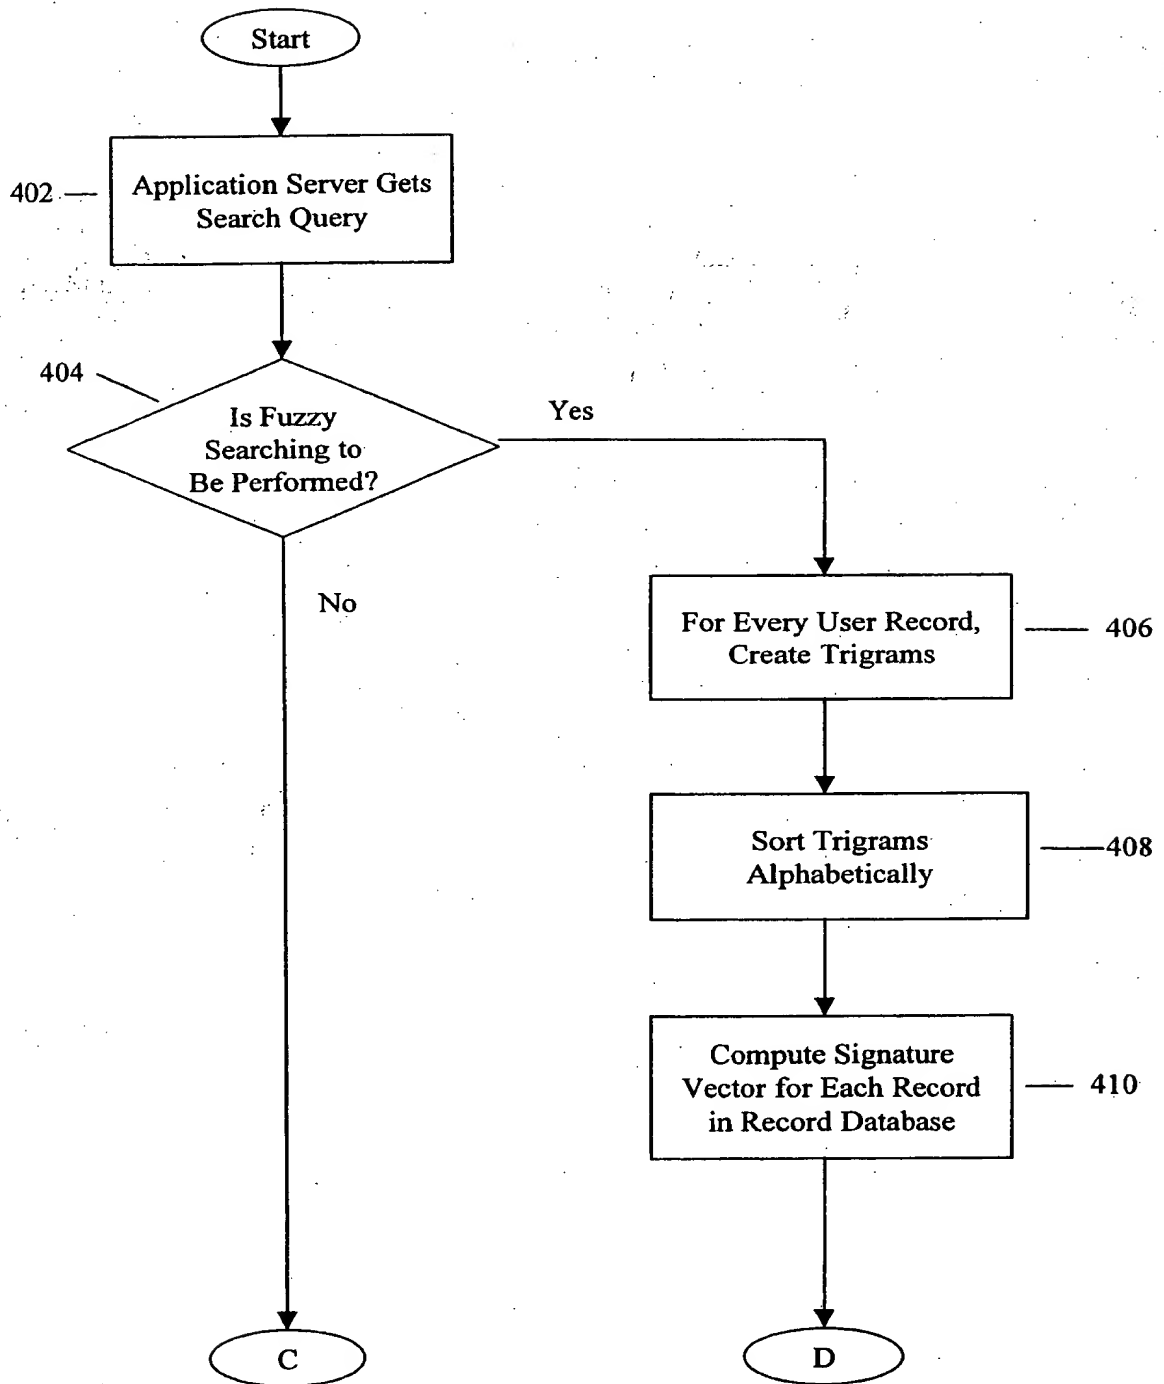 Start
402
Application Server Gets
Search Query
404
Is Fuzzy
Searching to
Be Performed?
Yes
No
For Every User Record,
Create Trigrams
406
Sort Trigrams
Alphabetically
408
Compute Signature
Vector for Each Record
in Record Database
410
C
D